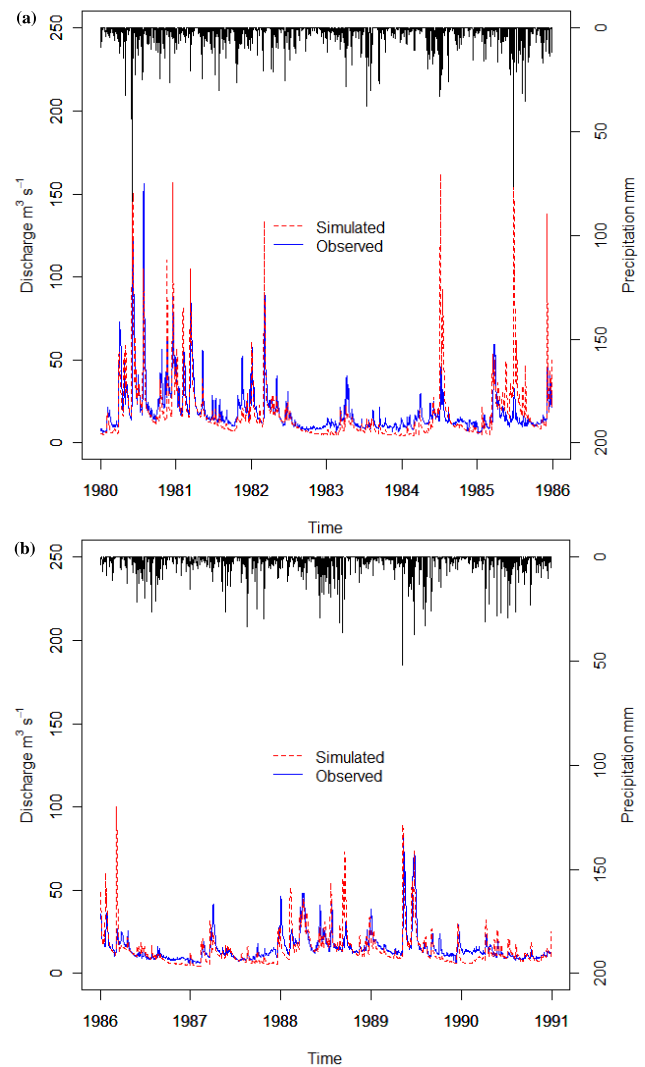 (a)
250
200
150
100
50
0
Discharge m³ s⁻¹
0
50
100
150
200
Precipitation mm
Simulated
Observed
1980 1981 1982 1983 1984 1985 1986
Time
(b)
250
200
150
100
50
0
Discharge m³ s⁻¹
0
50
100
150
200
Precipitation mm
Simulated
Observed
1986 1987 1988 1989 1990 1991
Time